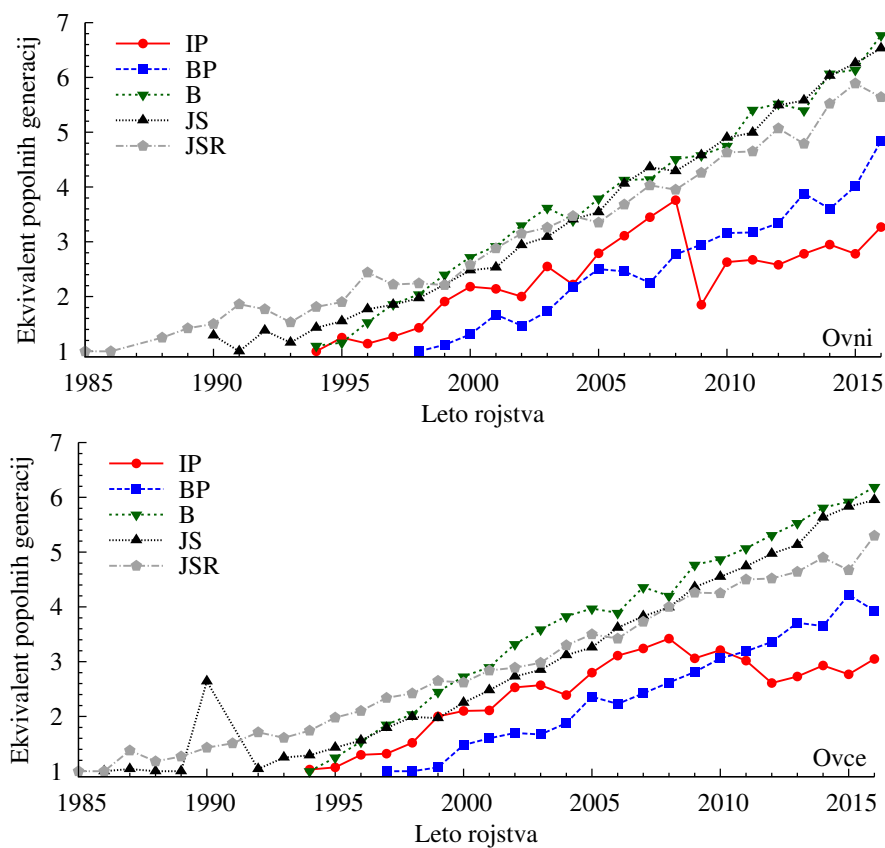 7
6
5
4
3
2
1
Ekvivalent popolnih generacij
IP
BP
B
JS
JSR
Ovni
1985 1990 1995 2000 2005 2010 2015
Leto rojstva
7
6
5
4
3
2
1
Ekvivalent popolnih generacij
IP
BP
B
JS
JSR
Ovce
1985 1990 1995 2000 2005 2010 2015
Leto rojstva